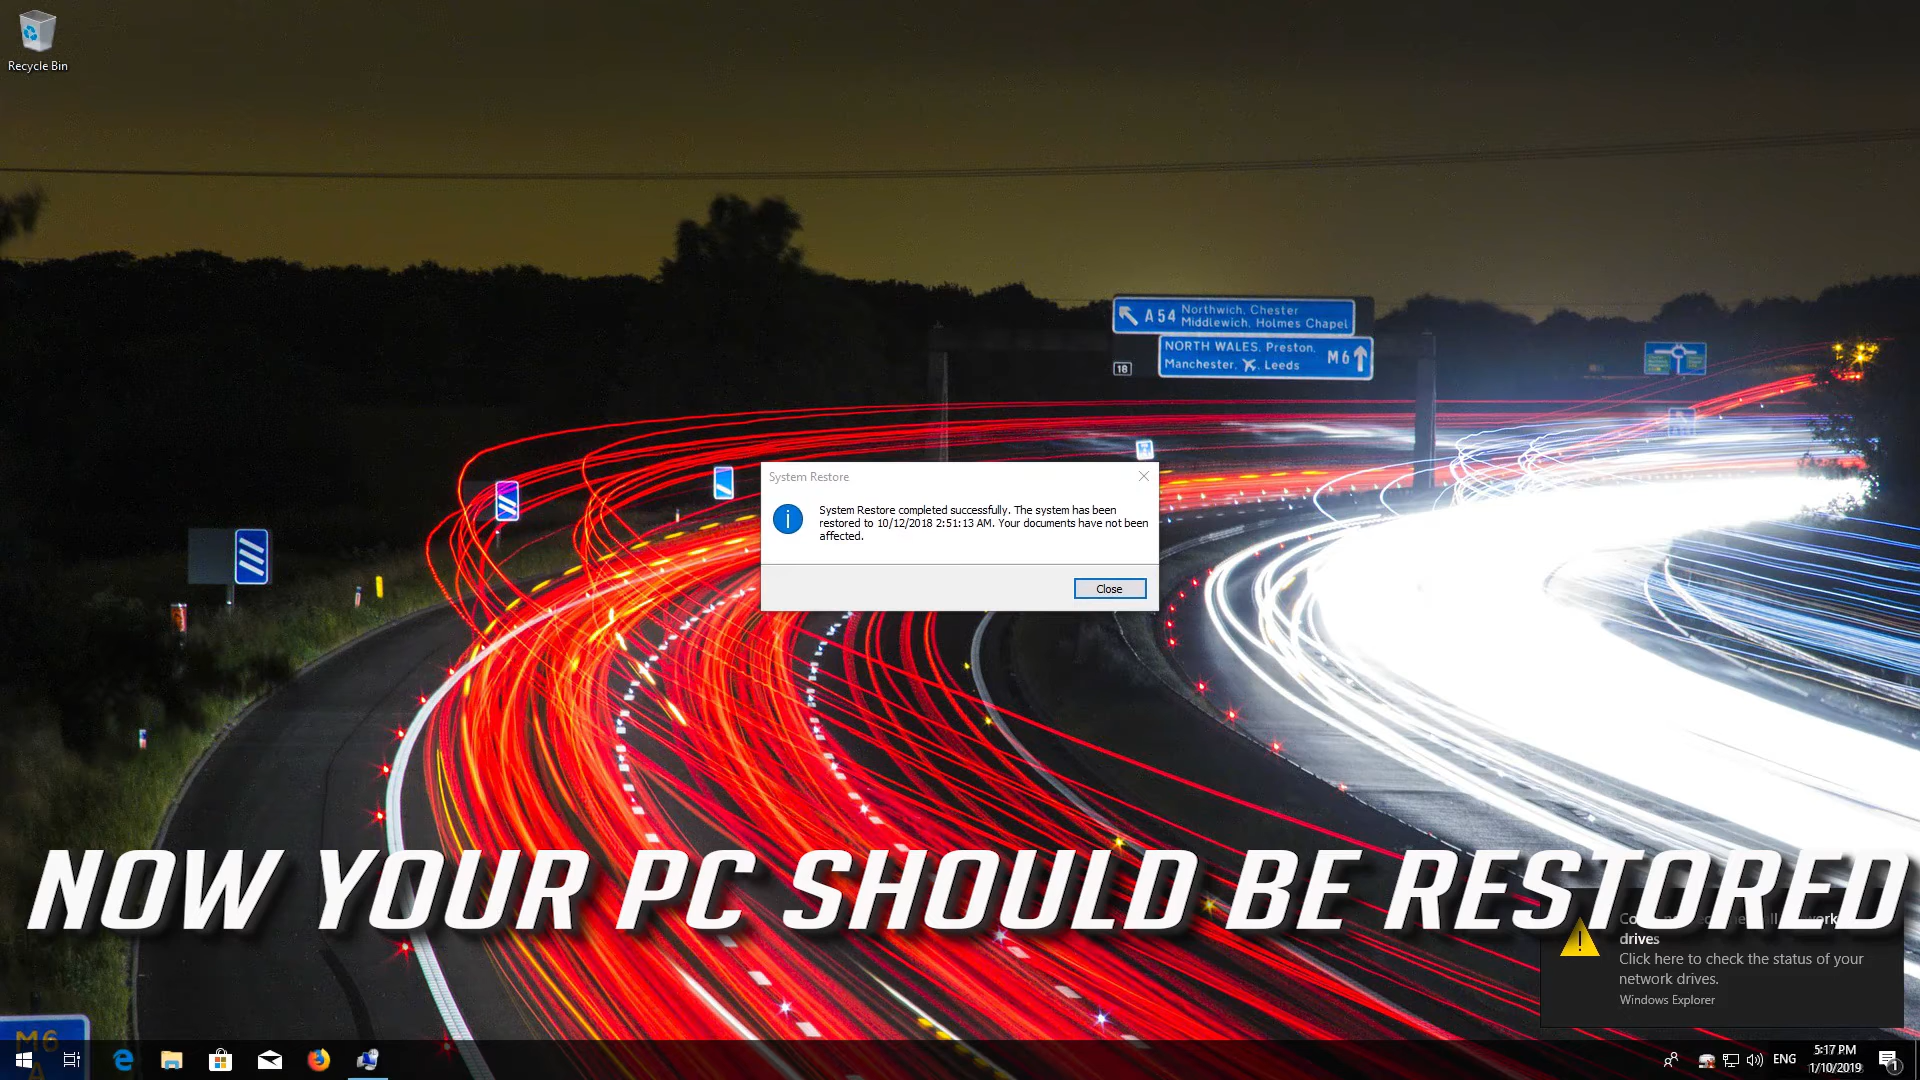 Recycle Bin
A54 Northwich, Chester
Middlewich, Holmes Chapel
NORTH WALES, Preston,
Manchester, Leeds
M6
18
System Restore
System Restore completed successfully. The system has been
restored to 10/12/2018 2:51:13 AM. Your documents have not been
affected.
Close
NOW YOUR PC SHOULD BE RESTORED
drives
Click here to check the status of your
network drives.
Windows Explorer
M6
ENG
5:17 PM
1/10/2019
1